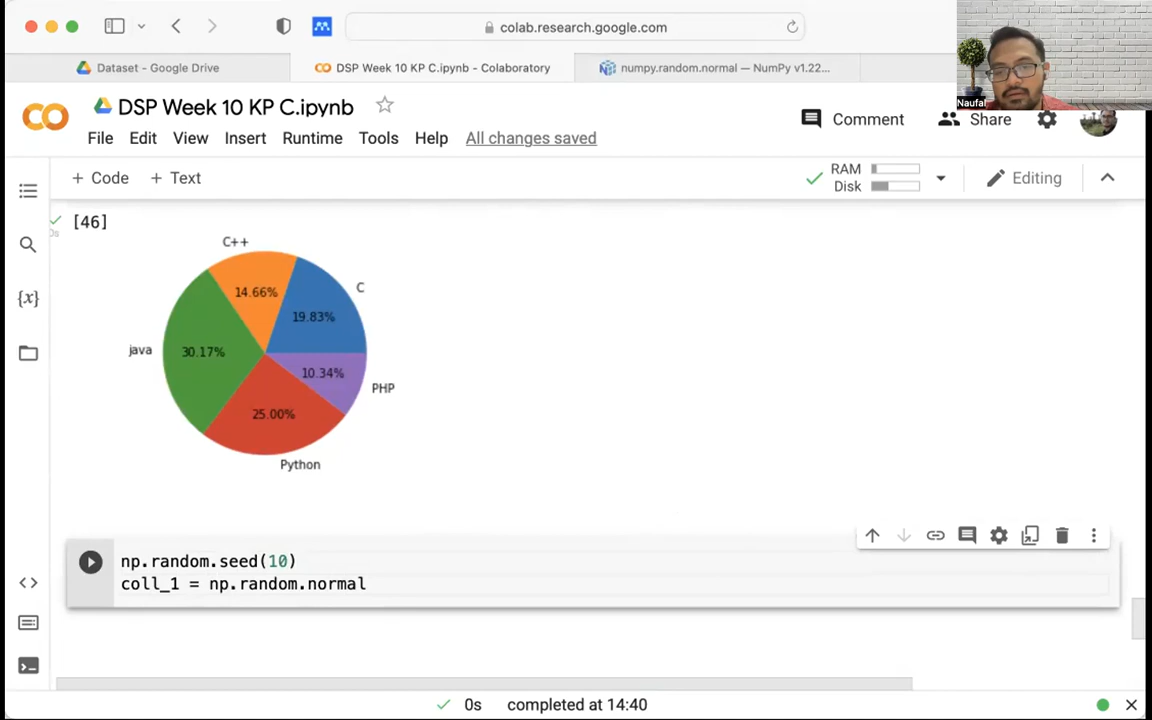 colab.research.google.com
Dataset - Google Drive
DSP Week 10 KP C.ipynb - Colaboratory
numpy.random.normal — NumPy v1.22...
Naufal
DSP Week 10 KP C.ipynb
Comment
Share
File Edit View Insert Runtime Tools Help All changes saved
+ Code + Text
RAM
Disk
Editing
[46]
0s
C++
C
14.66%
19.83%
java
30.17%
10.34%
PHP
25.00%
Python
{x}
np.random.seed(10)
coll_1 = np.random.normal
0s completed at 14:40